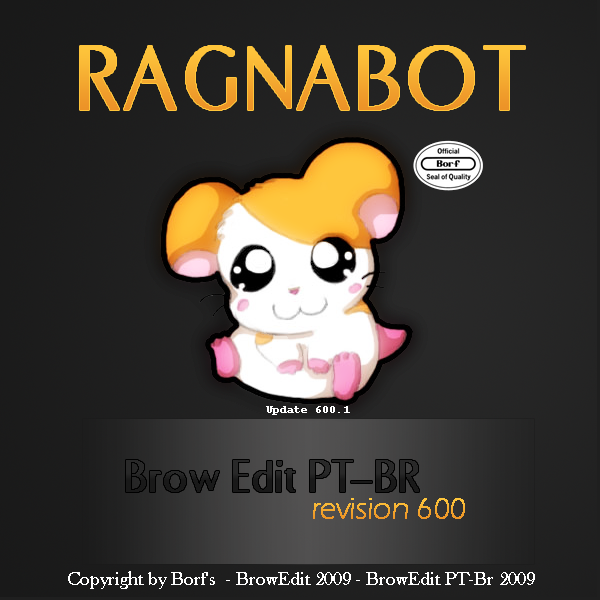 RAGNABOT
Official
Borf
Seal of Quality
Update 600.1
Brow Edit PT-BR
revision 600
Copyright by Borf's - BrowEdit 2009 - BrowEdit PT-Br 2009